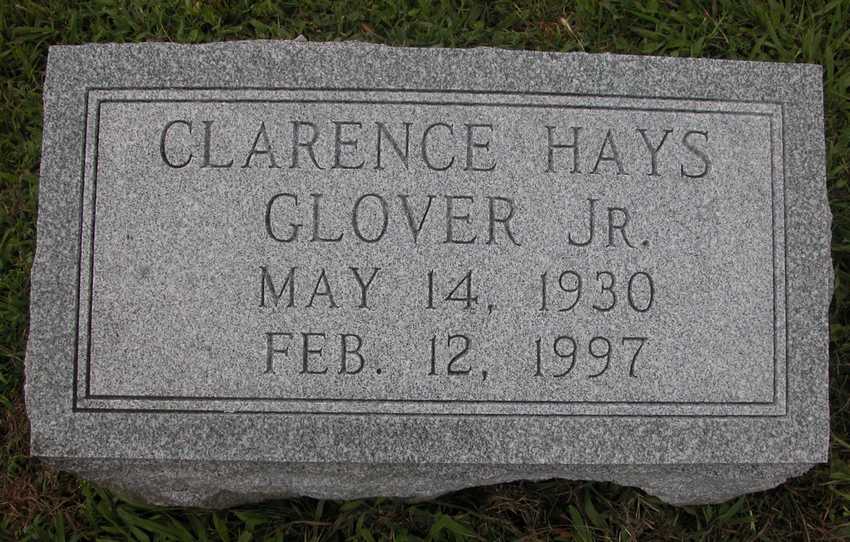 CLARENCE HAYS
GLOVER JR.
MAY 14, 1930
FEB. 12, 1997